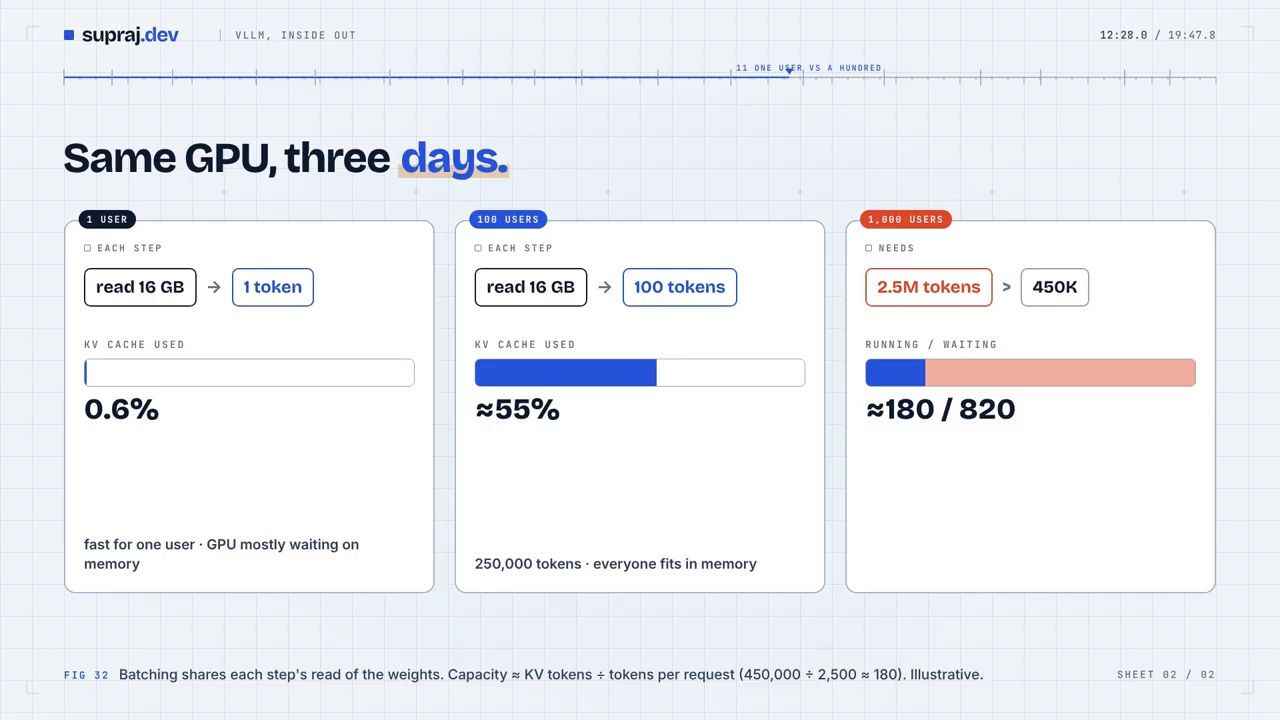 supraj.dev
VLLM, INSIDE OUT
12:28.0 / 19:47.8
11 ONE USER VS A HUNDRED
Same GPU, three days.
1 USER
EACH STEP
read 16 GB → 1 token
KV CACHE USED
0.6%
fast for one user · GPU mostly waiting on
memory
100 USERS
EACH STEP
read 16 GB → 100 tokens
KV CACHE USED
≈55%
250,000 tokens · everyone fits in memory
1,000 USERS
NEEDS
2.5M tokens > 450K
RUNNING / WAITING
≈180 / 820
FIG 32 Batching shares each step's read of the weights. Capacity ≈ KV tokens ÷ tokens per request (450,000 ÷ 2,500 ≈ 180). Illustrative.
SHEET 02 / 02